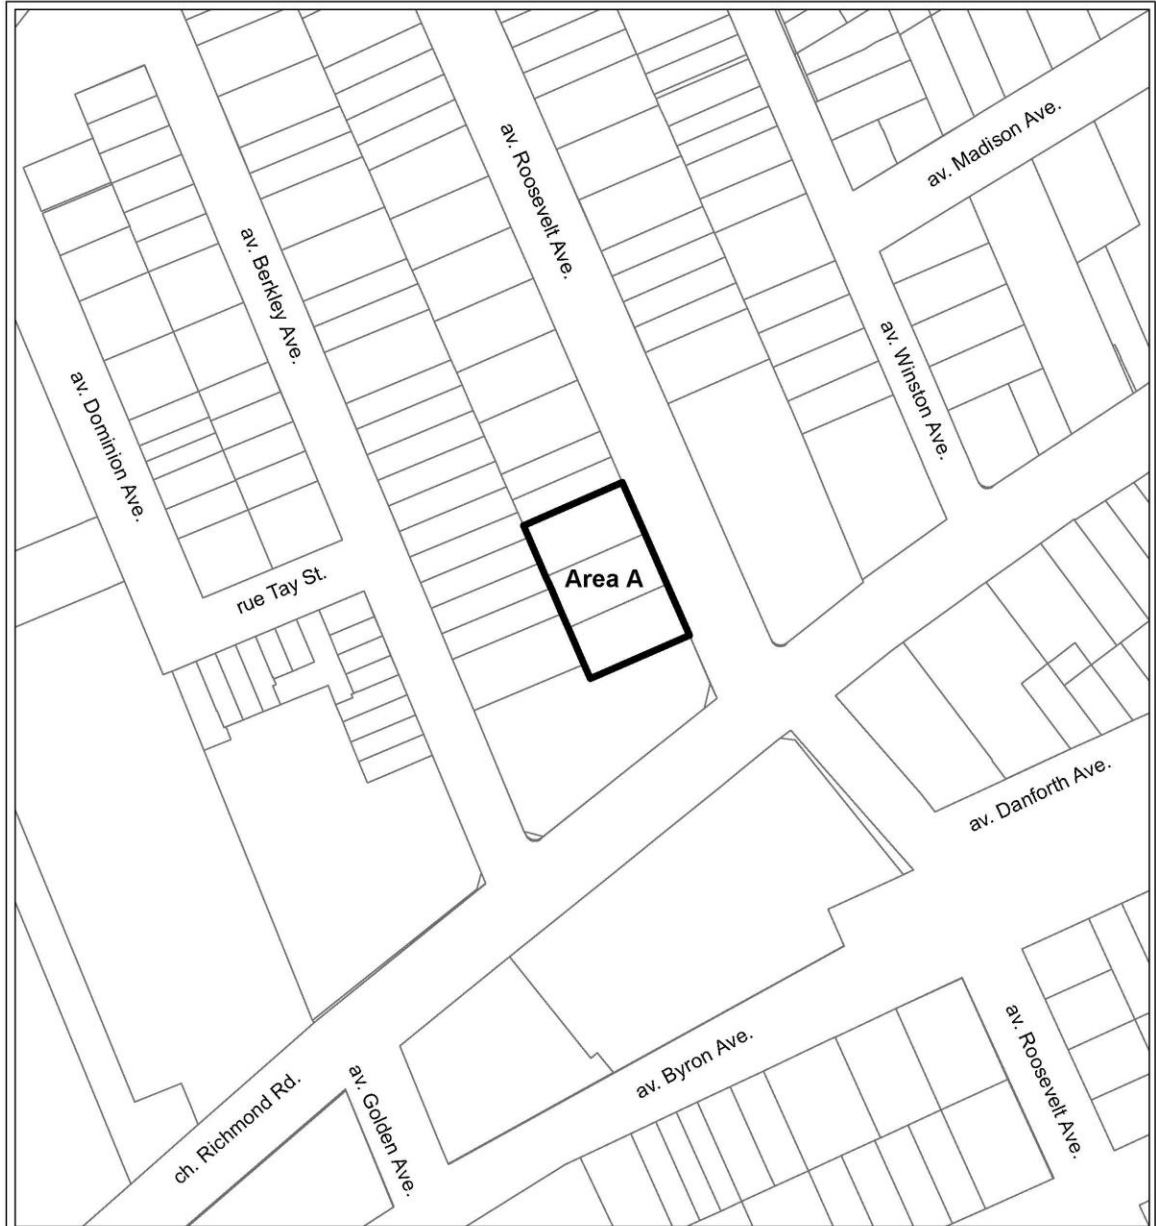 av. Madison Ave.
av. Roosevelt Ave.
av. Berkley Ave.
av. Winston Ave.
av. Dominion Ave.
Area A
rue Tay St.
av. Danforth Ave.
av. Byron Ave.
av. Roosevelt Ave.
av. Golden Ave.
ch. Richmond Rd.